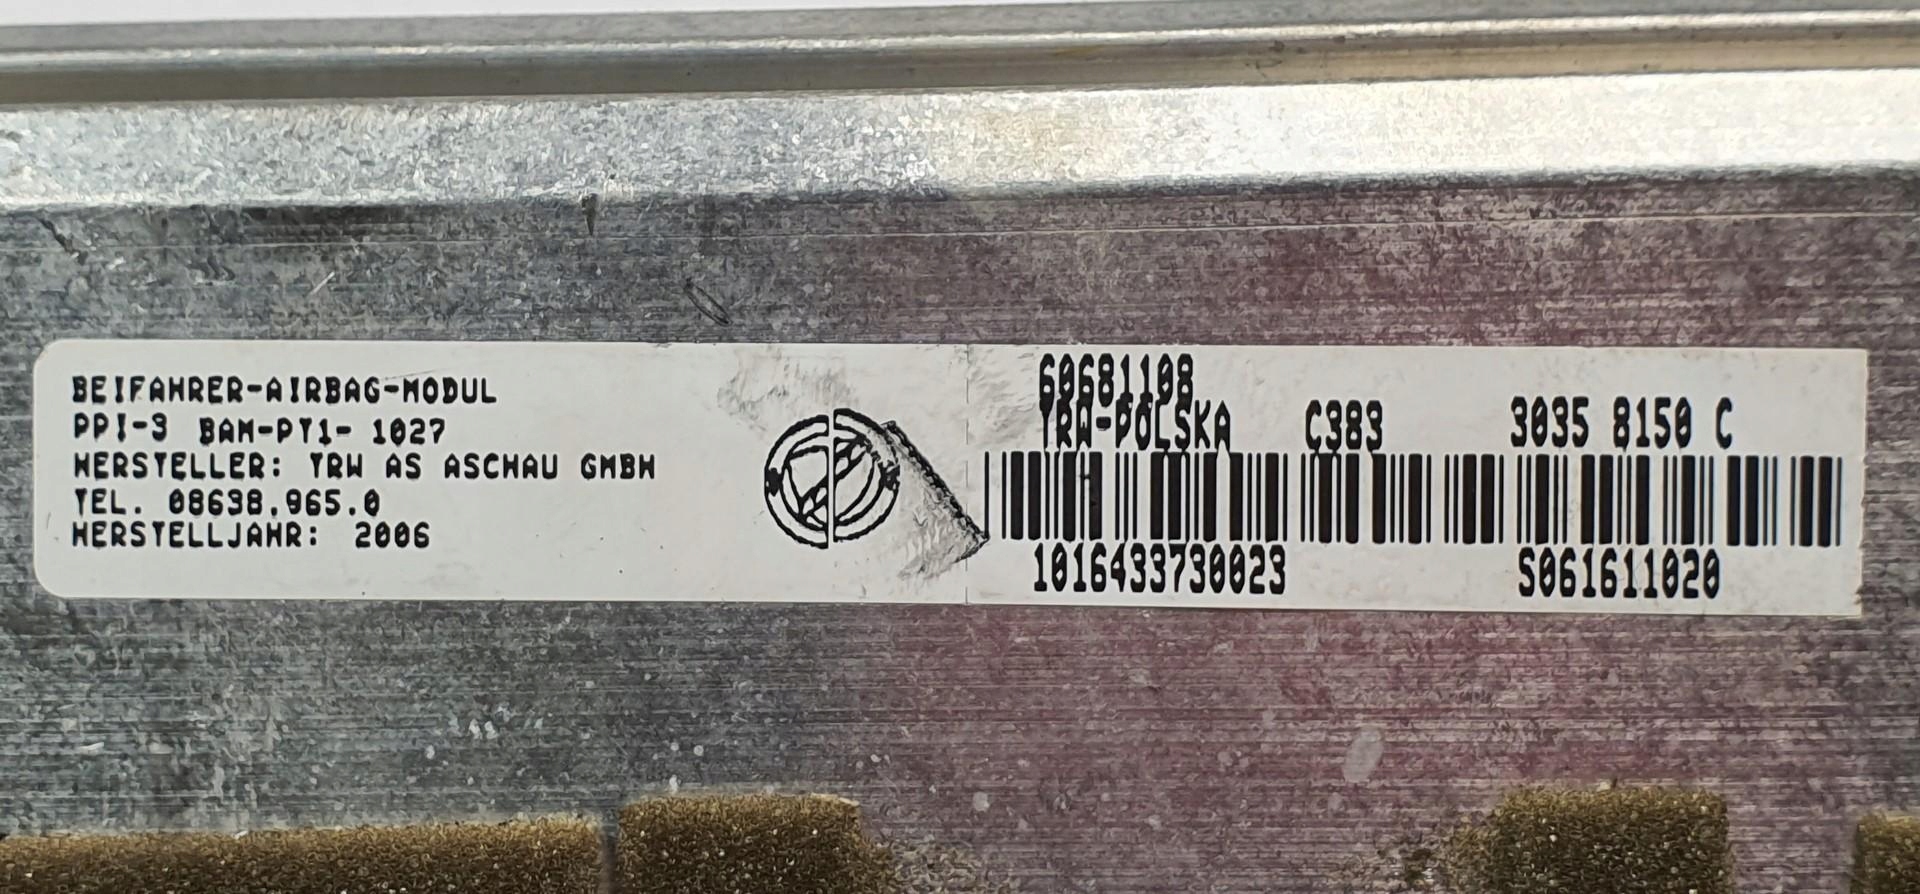 BEIFAHRER-AIRBAG-MODUL
PPI-3 BAM-PT1- 1027
HERSTELLER: TRW AS ASCHAU GMBH
TEL. 08638.965.0
HERSTELLJAHR: 2006
60681108
TRW-POLSKA C383 3035 8150 C
1016433730023 S061611020